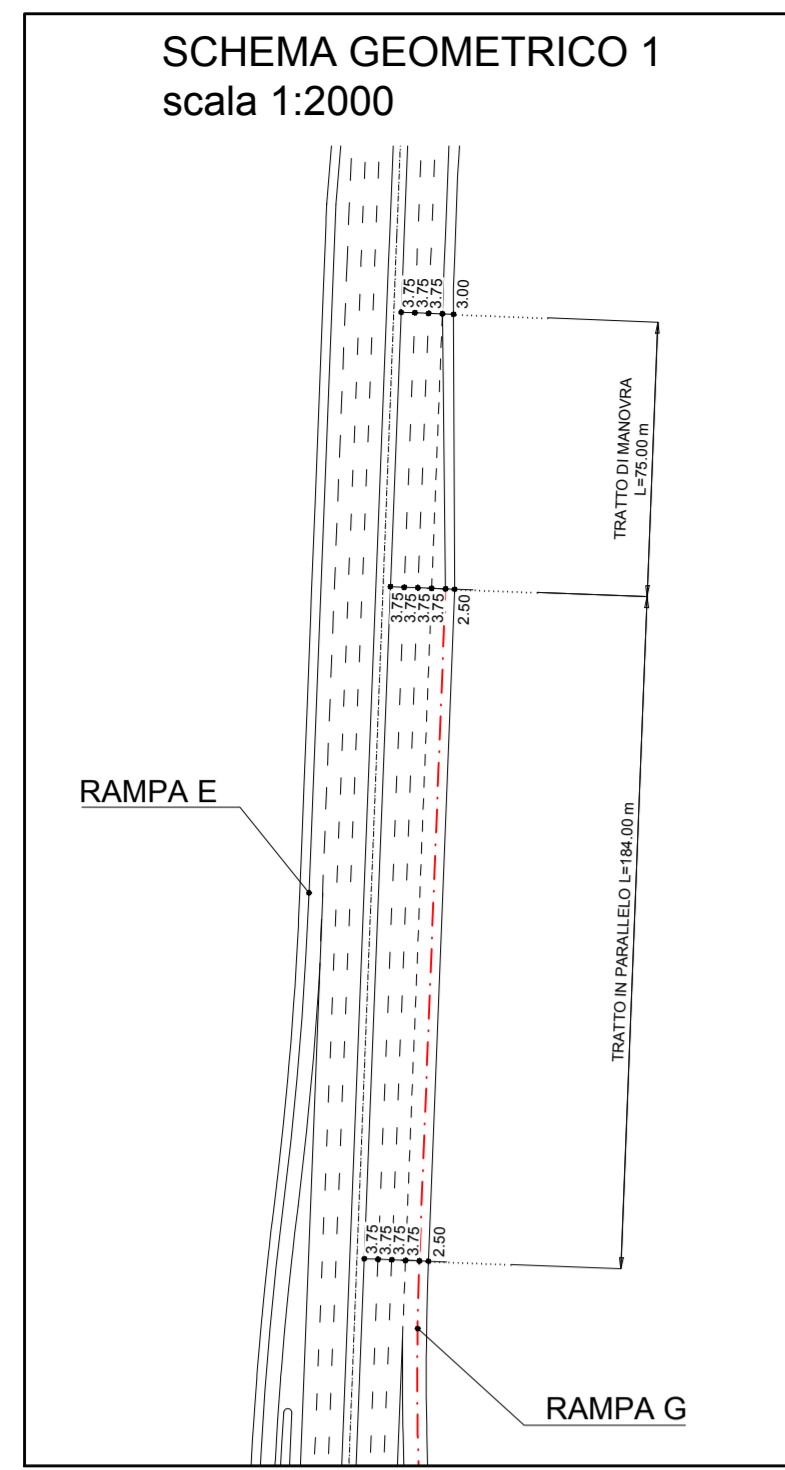 SCHEMA GEOMETRICO 1
scala 1:2000
3.75
3.75
3.75
3.00
TRATTO DI MANOVRA
L=75.00 m
3.75
3.75
3.75
3.75
2.50
RAMPA E
TRATTO IN PARALLELO L=184.00 m
3.75
3.75
3.75
3.75
2.50
RAMPA G